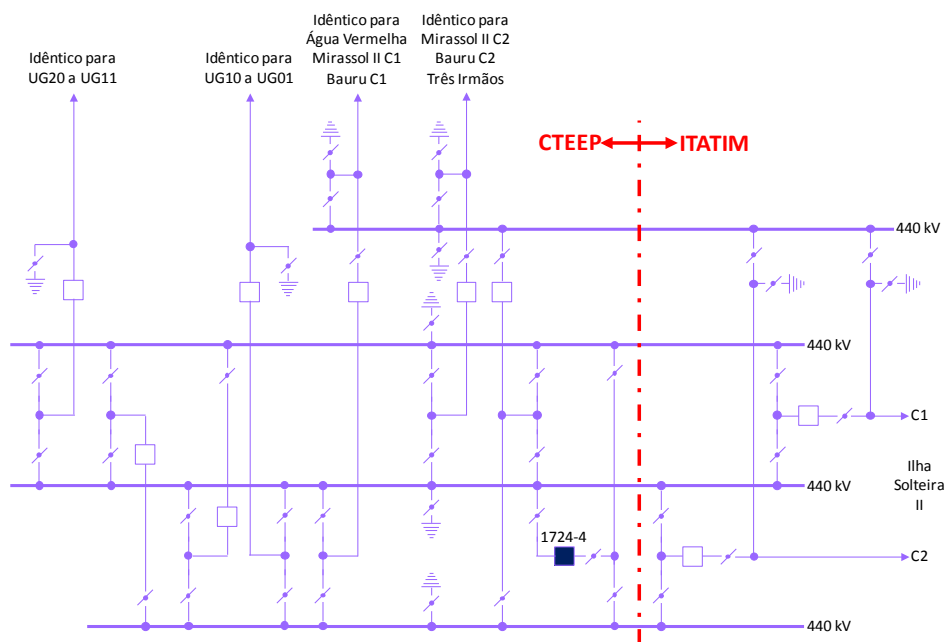 Idêntico para
UG20 a UG11
Idêntico para
UG10 a UG01
Idêntico para
Água Vermelha
Mirassol II C1
Bauru C1
Idêntico para
Mirassol II C2
Bauru C2
Três Irmãos
CTEEP
ITATIM
440 kV
440 kV
C1
440 kV
Ilha
Solteira
II
1724-4
C2
440 kV